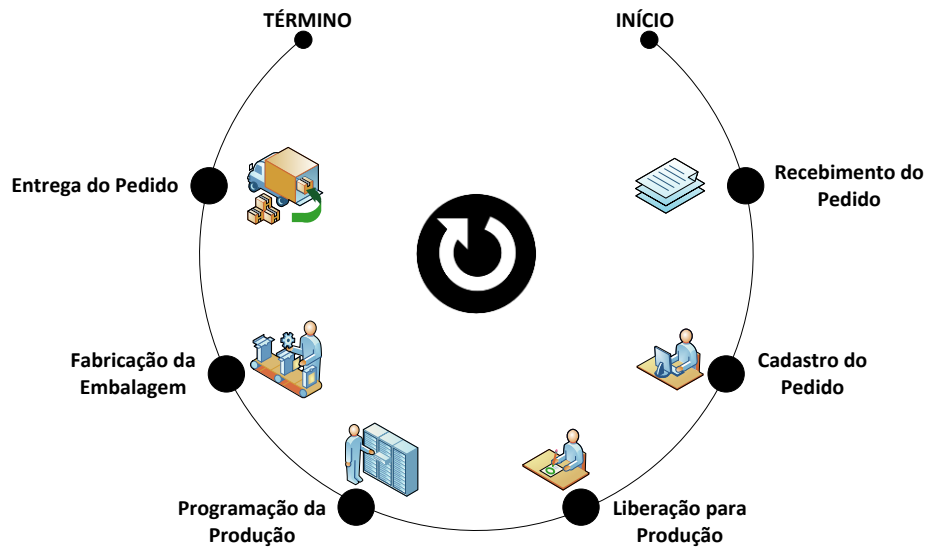 TÉRMINO
INÍCIO
Entrega do Pedido
Recebimento do
Pedido
Fabricação da
Embalagem
Cadastro do
Pedido
Programação da
Produção
Liberação para
Produção